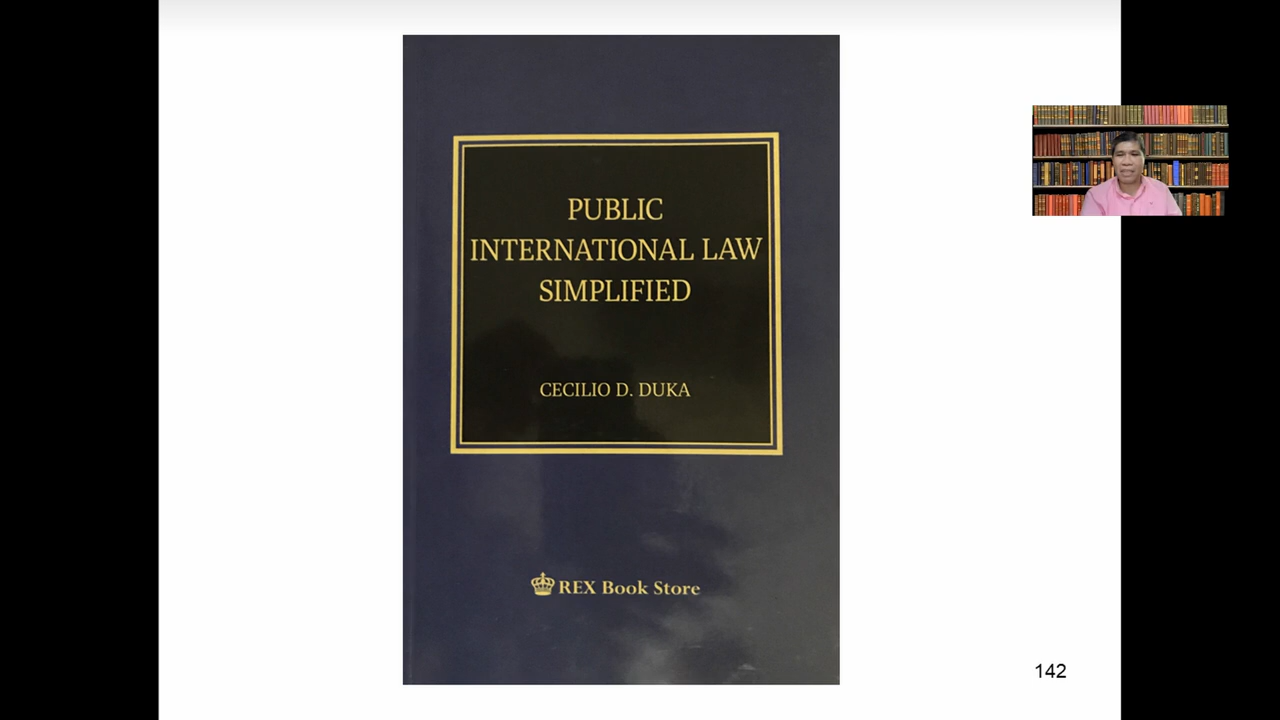 PUBLIC
INTERNATIONAL LAW
SIMPLIFIED
CECILIO D. DUKA
REX Book Store
142